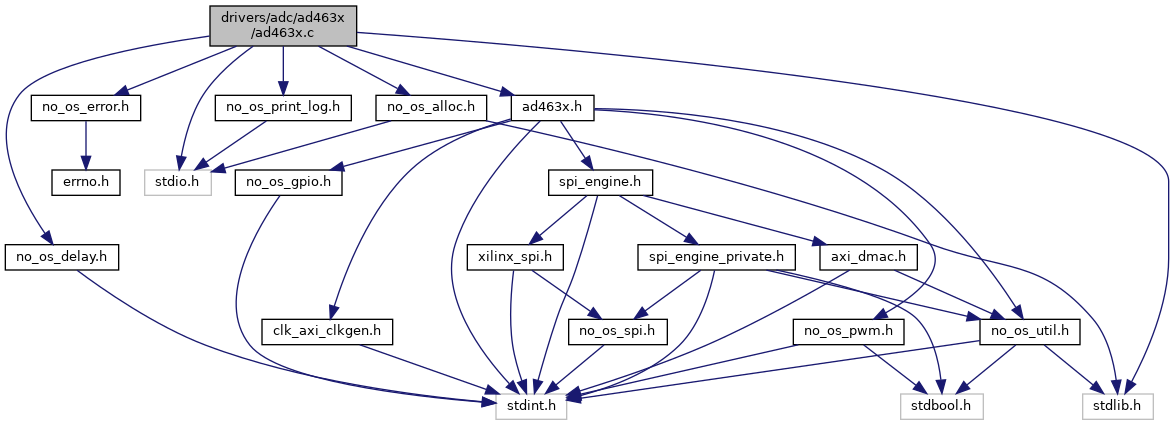 drivers/adc/ad463x
/ad463x.c
no_os_error.h
no_os_print_log.h
no_os_alloc.h
ad463x.h
errno.h
stdio.h
no_os_gpio.h
spi_engine.h
no_os_delay.h
xilinx_spi.h
spi_engine_private.h
axi_dmac.h
clk_axi_clkgen.h
no_os_spi.h
no_os_pwm.h
no_os_util.h
stdint.h
stdbool.h
stdlib.h